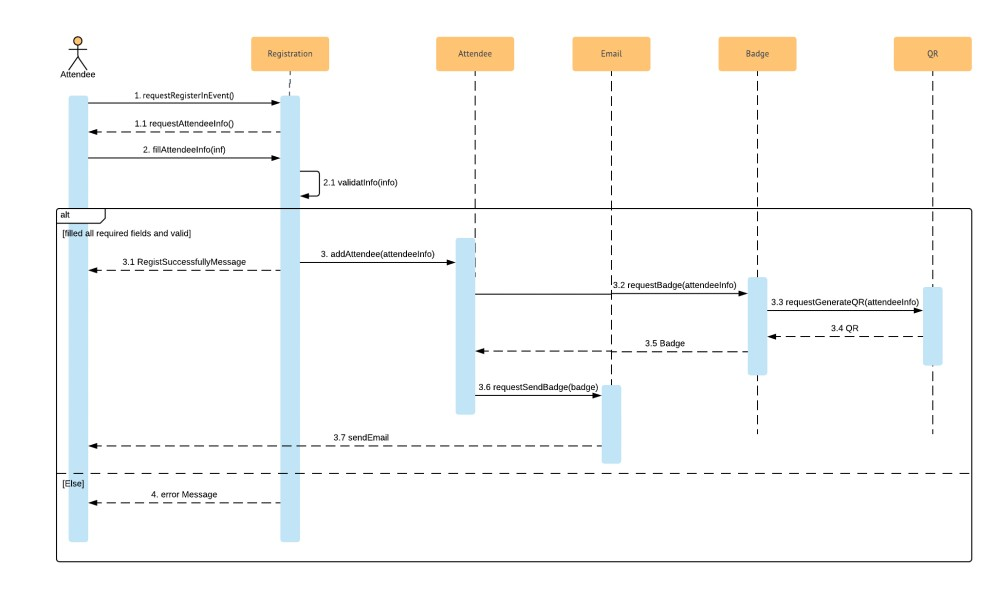 Attendee
Registration
Attendee
Email
Badge
QR
1. requestRegisterInEvent()
1.1 requestAttendeeInfo()
2. fillAttendeeInfo(inf)
2.1 validatInfo(info)
alt
[filled all required fields and valid]
3. addAttendee(attendeeInfo)
3.1 RegistSuccessfullyMessage
3.2 requestBadge(attendeeInfo)
3.3 requestGenerateQR(attendeeInfo)
3.4 QR
3.5 Badge
3.6 requestSendBadge(badge)
3.7 sendEmail
[Else]
4. error Message